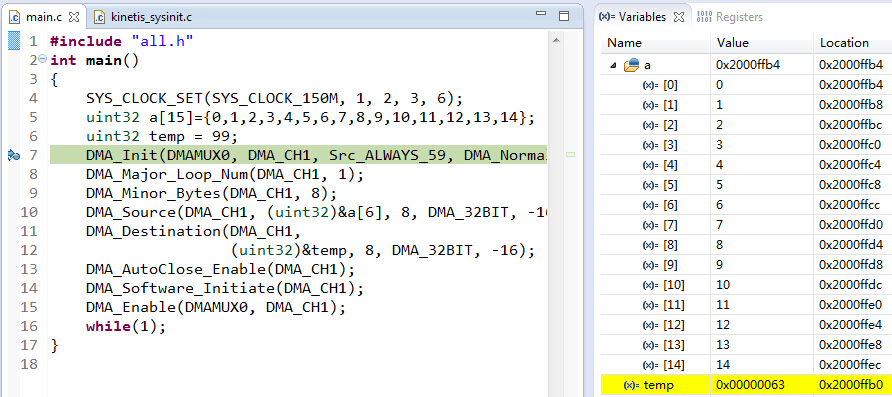 main.c kinetis_sysinit.c
1 #include "all.h"
2 int main()
3 {
4 SYS_CLOCK_SET(SYS_CLOCK_150M, 1, 2, 3, 6);
5 uint32 a[15]={0,1,2,3,4,5,6,7,8,9,10,11,12,13,14};
6 uint32 temp = 99;
7 DMA_Init(DMAMUX0, DMA_CH1, Src_ALWAYS_59, DMA_Norma
8 DMA_Major_Loop_Num(DMA_CH1, 1);
9 DMA_Minor_Bytes(DMA_CH1, 8);
10 DMA_Source(DMA_CH1, (uint32)&a[6], 8, DMA_32BIT, -16
11 DMA_Destination(DMA_CH1,
12 (uint32)&temp, 8, DMA_32BIT, -16);
13 DMA_AutoClose_Enable(DMA_CH1);
14 DMA_Software_Initiate(DMA_CH1);
15 DMA_Enable(DMAMUX0, DMA_CH1);
16 while(1);
17 }
18
(x)= Variables 1010 0101 Registers
Name Value Location
a 0x2000ffb4 0x2000ffb4
(x)= [0] 0 0x2000ffb4
(x)= [1] 1 0x2000ffb8
(x)= [2] 2 0x2000ffbc
(x)= [3] 3 0x2000ffc0
(x)= [4] 4 0x2000ffc4
(x)= [5] 5 0x2000ffc8
(x)= [6] 6 0x2000ffcc
(x)= [7] 7 0x2000ffd0
(x)= [8] 8 0x2000ffd4
(x)= [9] 9 0x2000ffd8
(x)= [10] 10 0x2000ffdc
(x)= [11] 11 0x2000ffe0
(x)= [12] 12 0x2000ffe4
(x)= [13] 13 0x2000ffe8
(x)= [14] 14 0x2000ffec
(x)= temp 0x00000063 0x2000ffb0